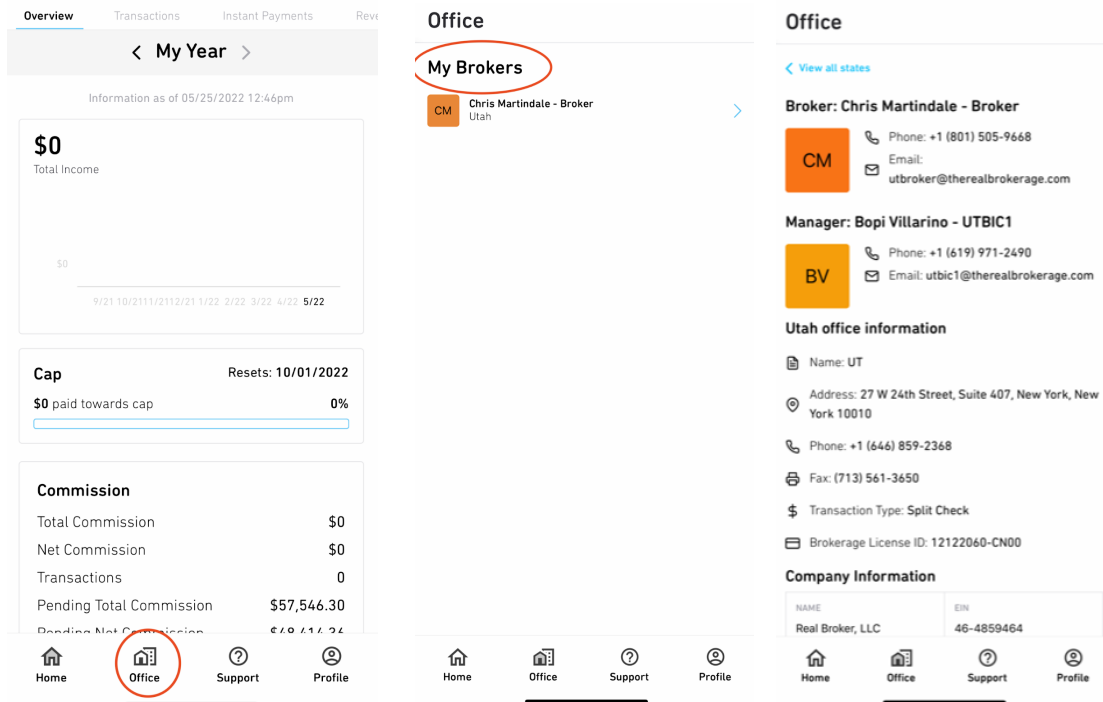 Overview Transactions Instant Payments Reve
My Year
Information as of 05/25/2022 12:46pm
$0
Total Income
$0
9/21 10/21 11/21 12/21 1/22 2/22 3/22 4/22 5/22
Cap Resets: 10/01/2022
$0 paid towards cap 0%
Commission
Total Commission $0
Net Commission $0
Transactions 0
Pending Total Commission $57,546.30
Pending Net Commission $48,414.36
Home Office Support Profile
Office
My Brokers
CM Chris Martindale - Broker
Utah
Home Office Support Profile
Office
View all states
Broker: Chris Martindale - Broker
CM
Phone: +1 (801) 505-9668
Email:
utbroker@therealbrokerage.com
Manager: Bopi Villarino - UTBIC1
BV
Phone: +1 (619) 971-2490
Email: utbic1@therealbrokerage.com
Utah office information
Name: UT
Address: 27 W 24th Street, Suite 407, New York, New
York 10010
Phone: +1 (646) 859-2368
Fax: (713) 561-3650
Transaction Type: Split Check
Brokerage License ID: 12122060-CN00
Company Information
NAME EIN
Real Broker, LLC 46-4859464
Home Office Support Profile